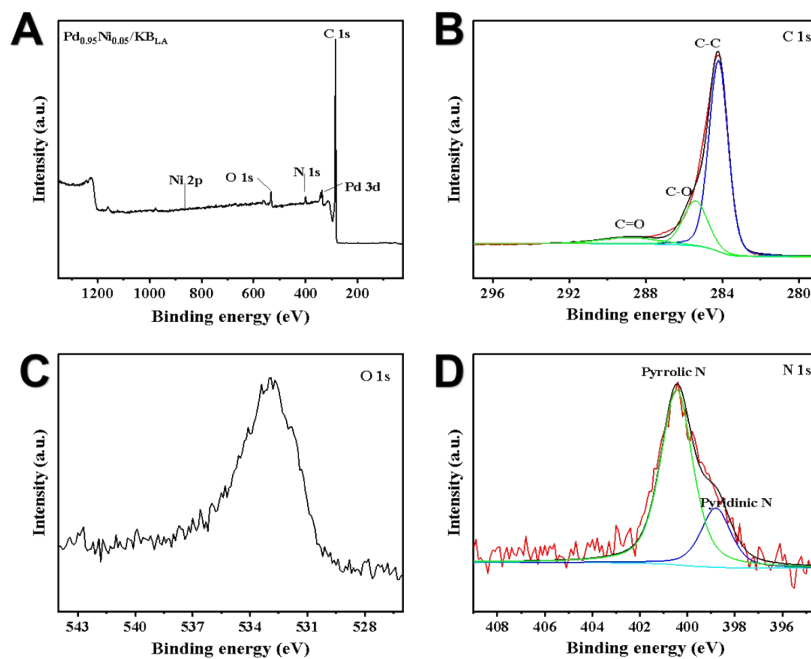 A
Pd0.95Ni0.05/KBLA
C 1s
Ni 2p
O 1s
N 1s
Pd 3d
Intensity (a.u.)
1200 1000 800 600 400 200
Binding energy (eV)
B
C 1s
C-C
C-O
C=O
Intensity (a.u.)
296 292 288 284 280
Binding energy (eV)
C
O 1s
Intensity (a.u.)
543 540 537 534 531 528
Binding energy (eV)
D
N 1s
Pyrrolic N
Pyridinic N
Intensity (a.u.)
408 406 404 402 400 398 396
Binding energy (eV)